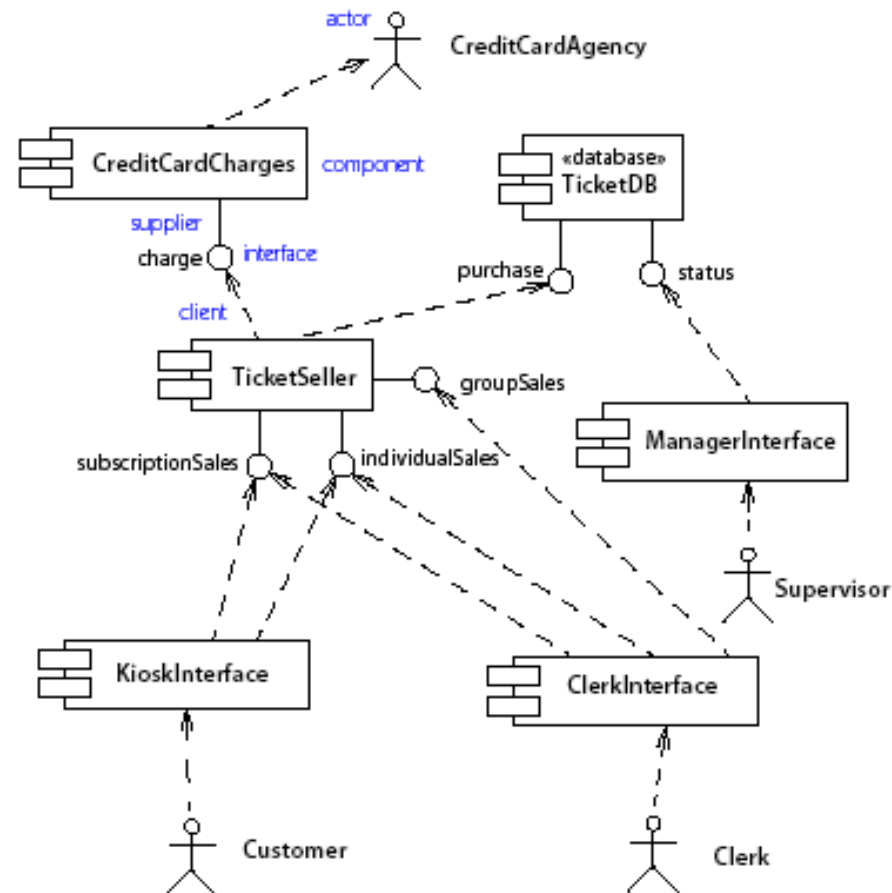 actor
CreditCardAgency
CreditCardCharges
component
«database»
TicketDB
supplier
charge
interface
purchase
status
client
TicketSeller
groupSales
ManagerInterface
subscriptionSales
individualSales
Supervisor
KioskInterface
ClerkInterface
Customer
Clerk